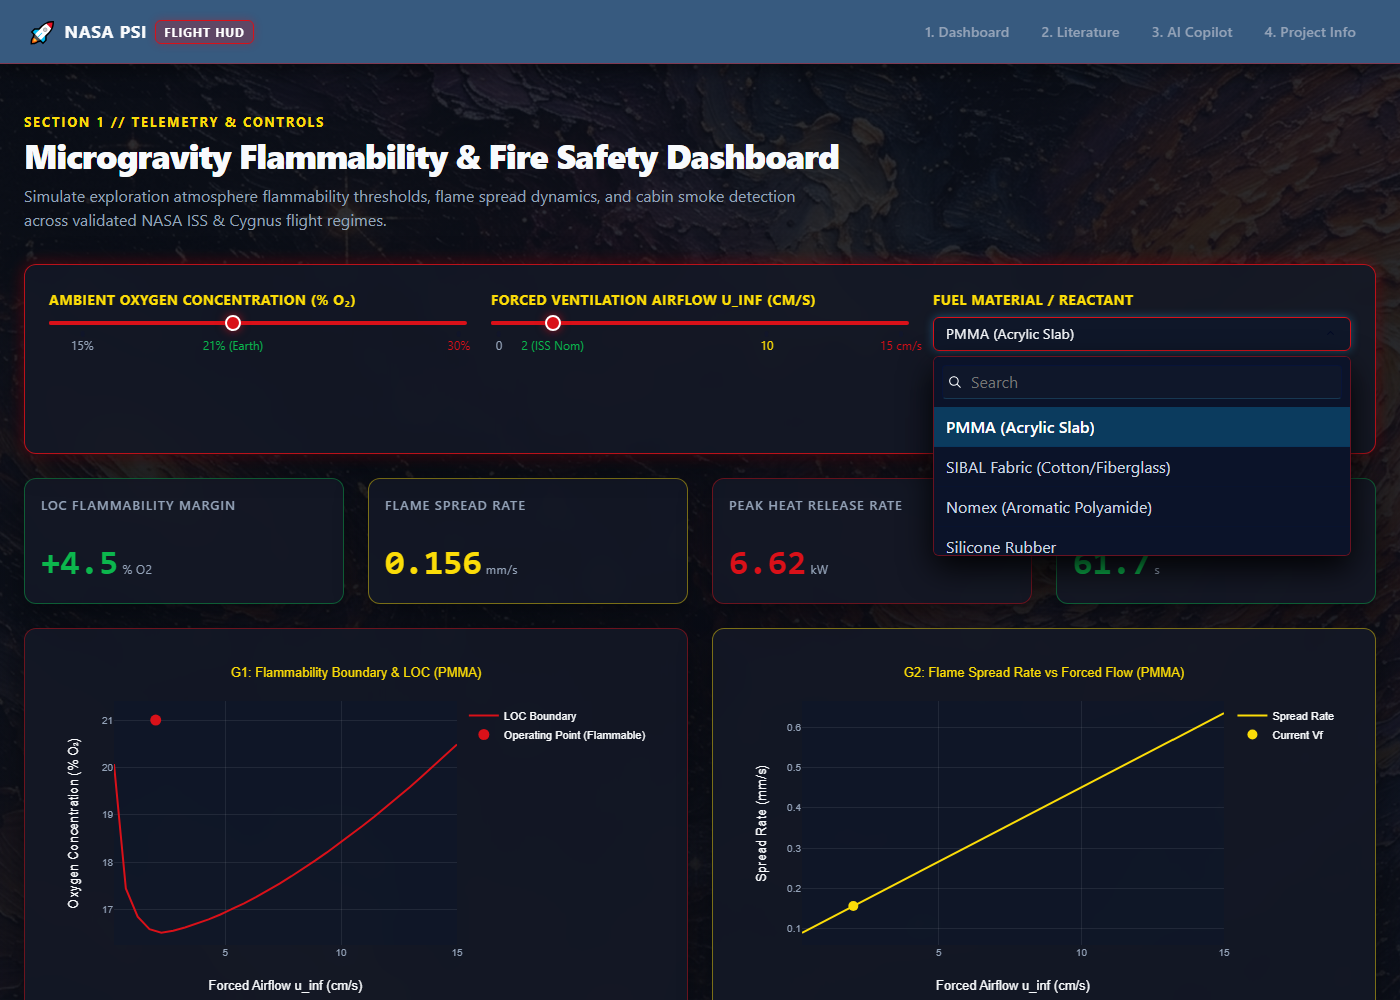 NASA PSI FLIGHT HUD
1. Dashboard 2. Literature 3. AI Copilot 4. Project Info
SECTION 1 // TELEMETRY & CONTROLS
Microgravity Flammability & Fire Safety Dashboard
Simulate exploration atmosphere flammability thresholds, flame spread dynamics, and cabin smoke detection
across validated NASA ISS & Cygnus flight regimes.
AMBIENT OXYGEN CONCENTRATION (% O₂)
15% 21% (Earth) 30%
FORCED VENTILATION AIRFLOW U_INF (CM/S)
0 2 (ISS Nom) 10 15 cm/s
FUEL MATERIAL / REACTANT
PMMA (Acrylic Slab)
Search
PMMA (Acrylic Slab)
SIBAL Fabric (Cotton/Fiberglass)
Nomex (Aromatic Polyamide)
Silicone Rubber
LOC FLAMMABILITY MARGIN
+4.5 % O2
FLAME SPREAD RATE
0.156 mm/s
PEAK HEAT RELEASE RATE
6.62 kW
61.7 s
G1: Flammability Boundary & LOC (PMMA)
LOC Boundary
Operating Point (Flammable)
Oxygen Concentration (% O₂)
21
20
19
18
17
5 10 15
Forced Airflow u_inf (cm/s)
G2: Flame Spread Rate vs Forced Flow (PMMA)
Spread Rate
Current Vf
Spread Rate (mm/s)
0.6
0.5
0.4
0.3
0.2
0.1
5 10 15
Forced Airflow u_inf (cm/s)